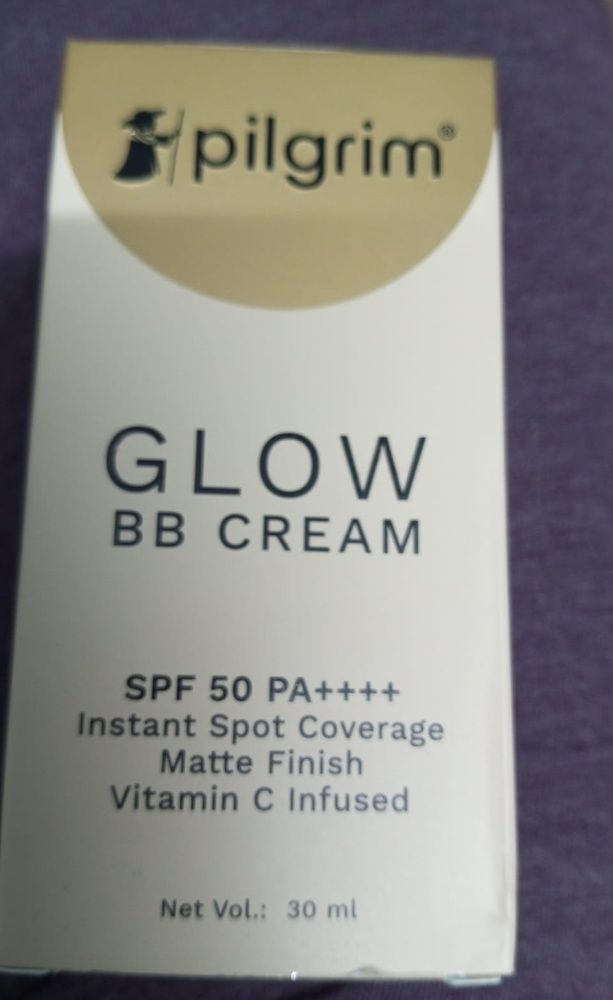 pilgrim®
GLOW
BB CREAM
SPF 50 PA++++
Instant Spot Coverage
Matte Finish
Vitamin C Infused
Net Vol.: 30 ml